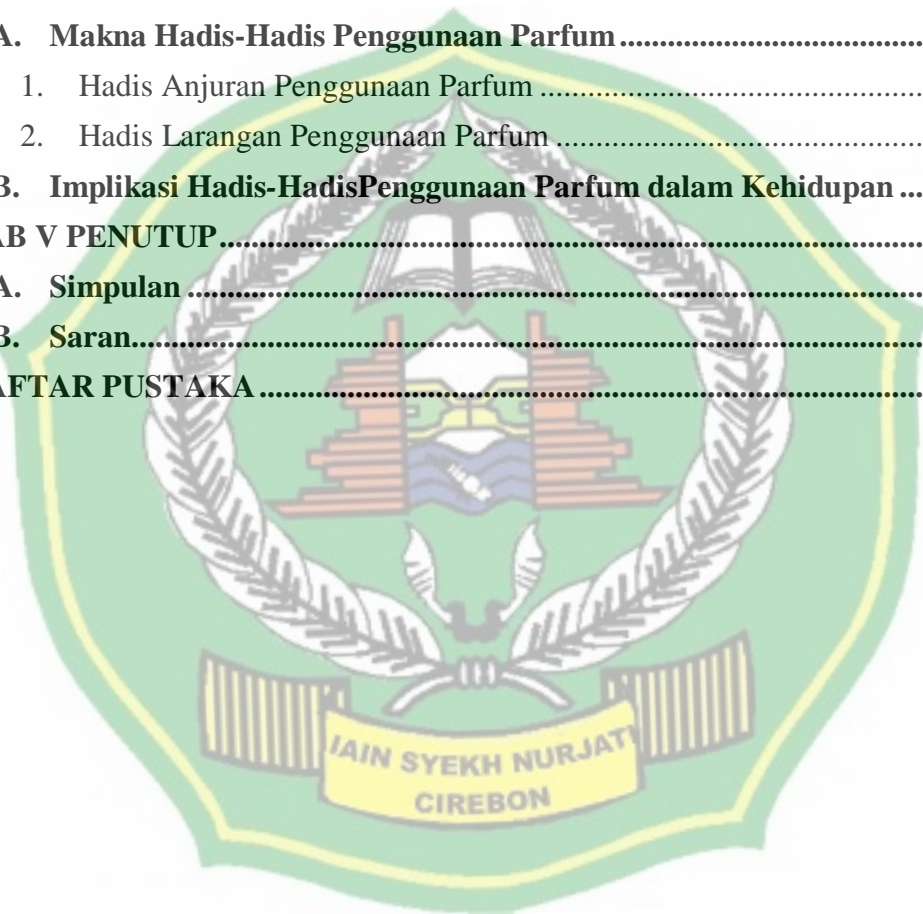 A. Makna Hadis-Hadis Penggunaan Parfum ........................................
1. Hadis Anjuran Penggunaan Parfum ..................................................
2. Hadis Larangan Penggunaan Parfum ................................................
B. Implikasi Hadis-HadisPenggunaan Parfum dalam Kehidupan ...
AB V PENUTUP ..............................................................................
A. Simpulan ......................................................................................
B. Saran............................................................................................
AFTAR PUSTAKA .........................................................................
IAIN SYEKH NURJATI
CIREBON